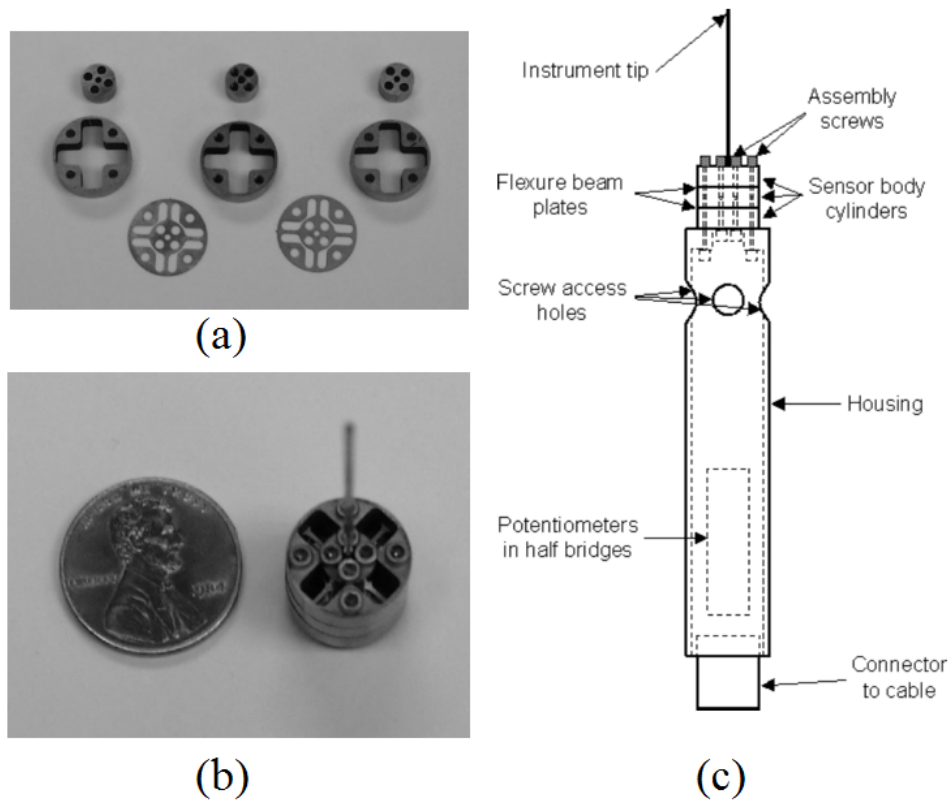 Instrument tip
Assembly
screws
Flexure beam
plates
Sensor body
cylinders
Screw access
holes
Housing
Potentiometers
in half bridges
Connector
to cable
(a)
(b)
(c)